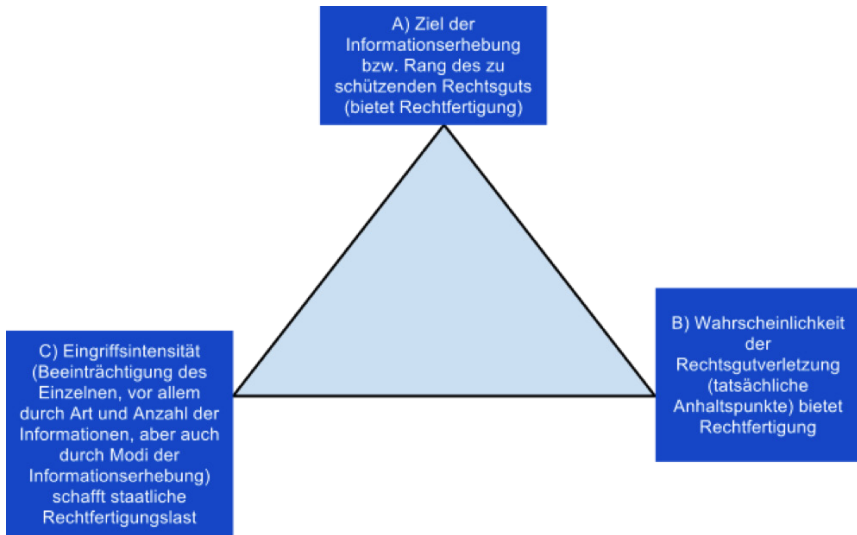 A) Ziel der
Informationserhebung
bzw. Rang des zu
schützenden Rechtsguts
(bietet Rechtfertigung)
B) Wahrscheinlichkeit
der
Rechtsgutverletzung
(tatsächliche
Anhaltspunkte) bietet
Rechtfertigung
C) Eingriffsintensität
(Beeinträchtigung des
Einzelnen, vor allem
durch Art und Anzahl der
Informationen, aber auch
durch Modi der
Informationserhebung)
schafft staatliche
Rechtfertigungslast